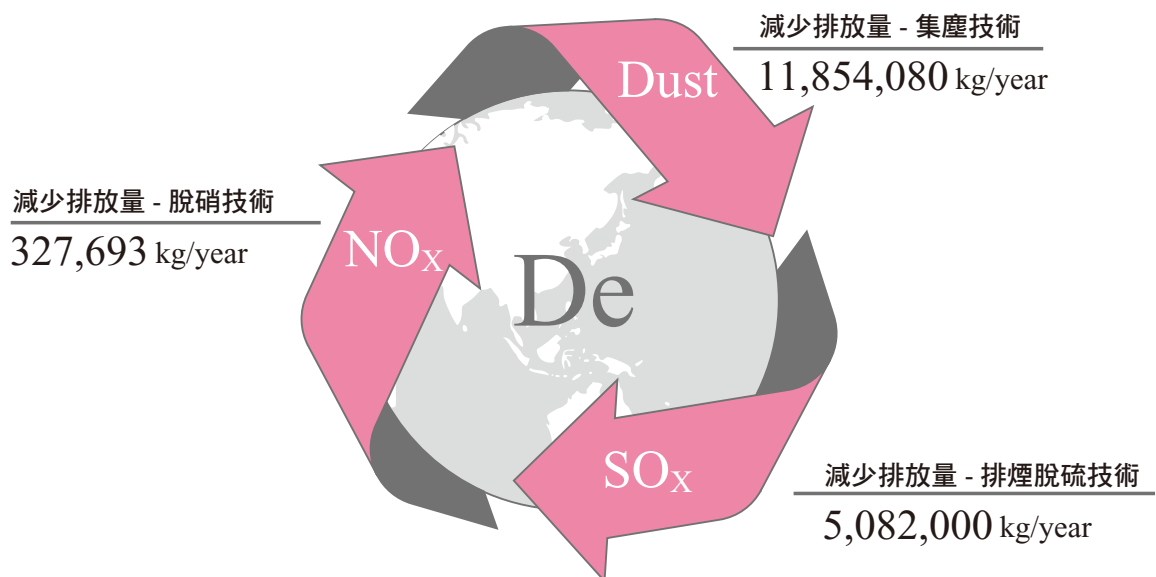 減少排放量 - 集塵技術
11,854,080 kg/year
Dust
減少排放量 - 脫硝技術
327,693 kg/year
NOX
De
SOX
減少排放量 - 排煙脫硫技術
5,082,000 kg/year